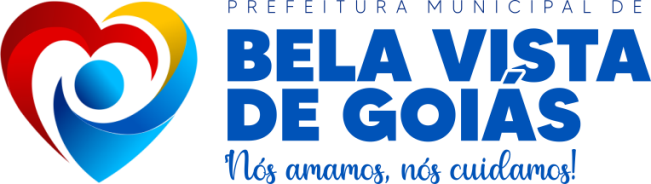 PREFEITURA MUNICIPAL DE
BELA VISTA
DE GOIÁS
Nós amamos, nós cuidamos!